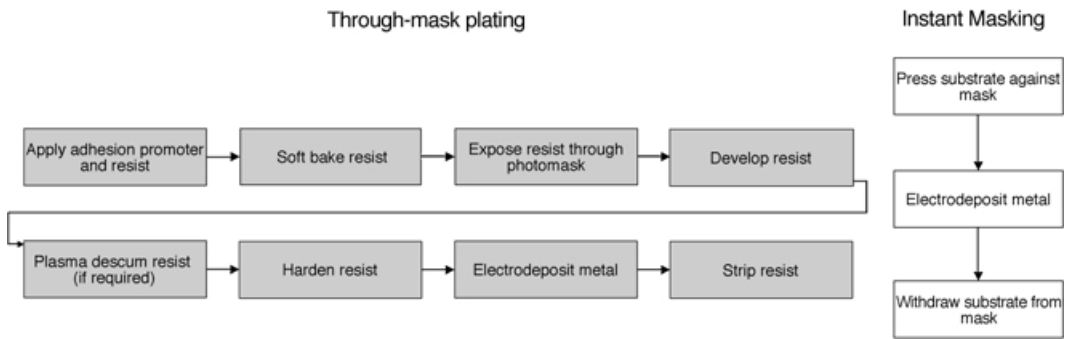 Through-mask plating
Instant Masking
Apply adhesion promoter
and resist
Soft bake resist
Expose resist through
photomask
Develop resist
Plasma descum resist
(if required)
Harden resist
Electrodeposit metal
Strip resist
Press substrate against
mask
Electrodeposit metal
Withdraw substrate from
mask